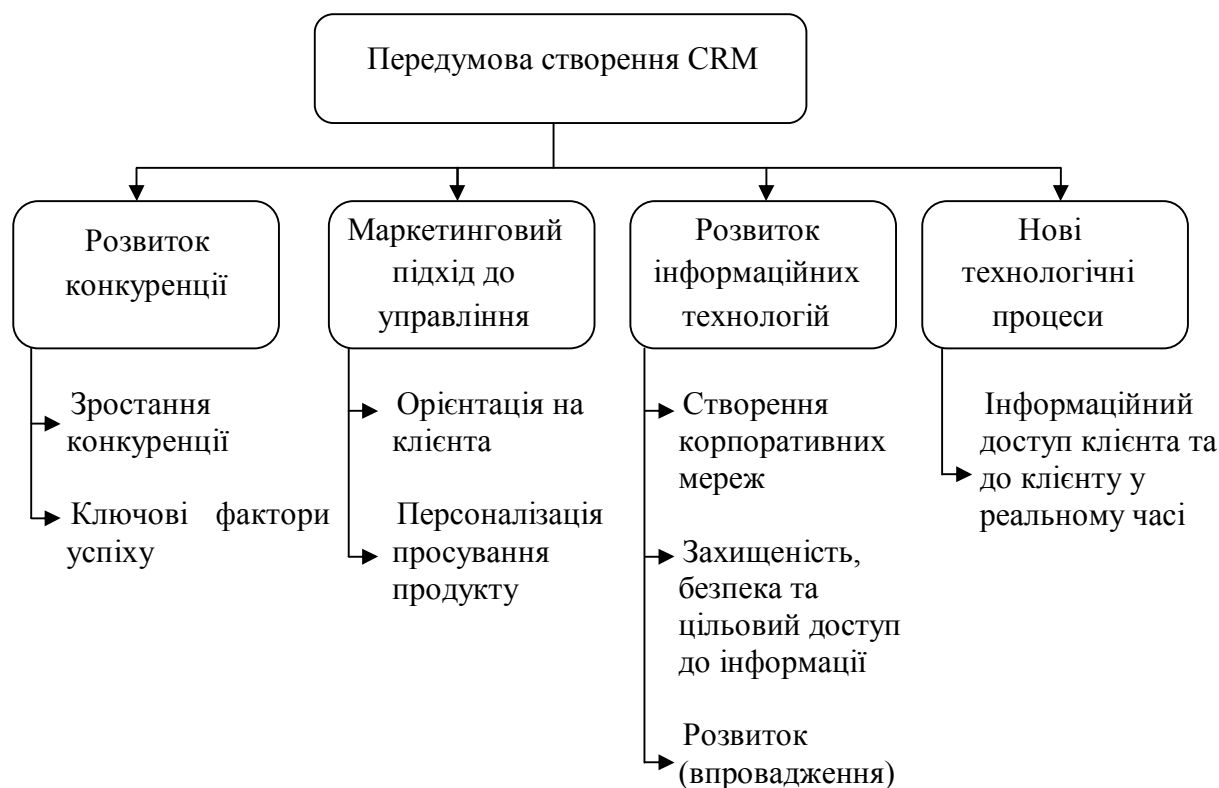 Передумова створення CRM
Розвиток
конкуренції
Маркетинговий
підхід до
управління
Розвиток
інформаційних
технологій
Нові
технологічні
процеси
Зростання
конкуренції
Ключові фактори
успіху
Орієнтація на
клієнта
Персоналізація
просування
продукту
Створення
корпоративних
мереж
Захищеність,
безпека та
цільовий доступ
до інформації
Розвиток
(впровадження)
Інформаційний
доступ клієнта та
до клієнту у
реальному часі